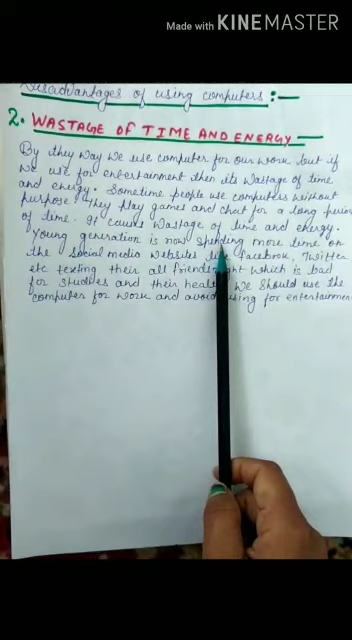 Made with KINEMASTER
Disadvantages of using computers :—
2. WASTAGE OF TIME AND ENERGY —
By they way we use computer for our work but if
we use for entertainment then its wastage of time
and energy. Sometime people use computers without
purpose. They play games and chat for a long period
of time. It cause wastage of time and energy.
Young generation is now spending more time on
the social media websites like facebook, Twitter
etc texting their all friends which is bad
for studies and their health. We should use the
computer for work and avoid using for entertainment